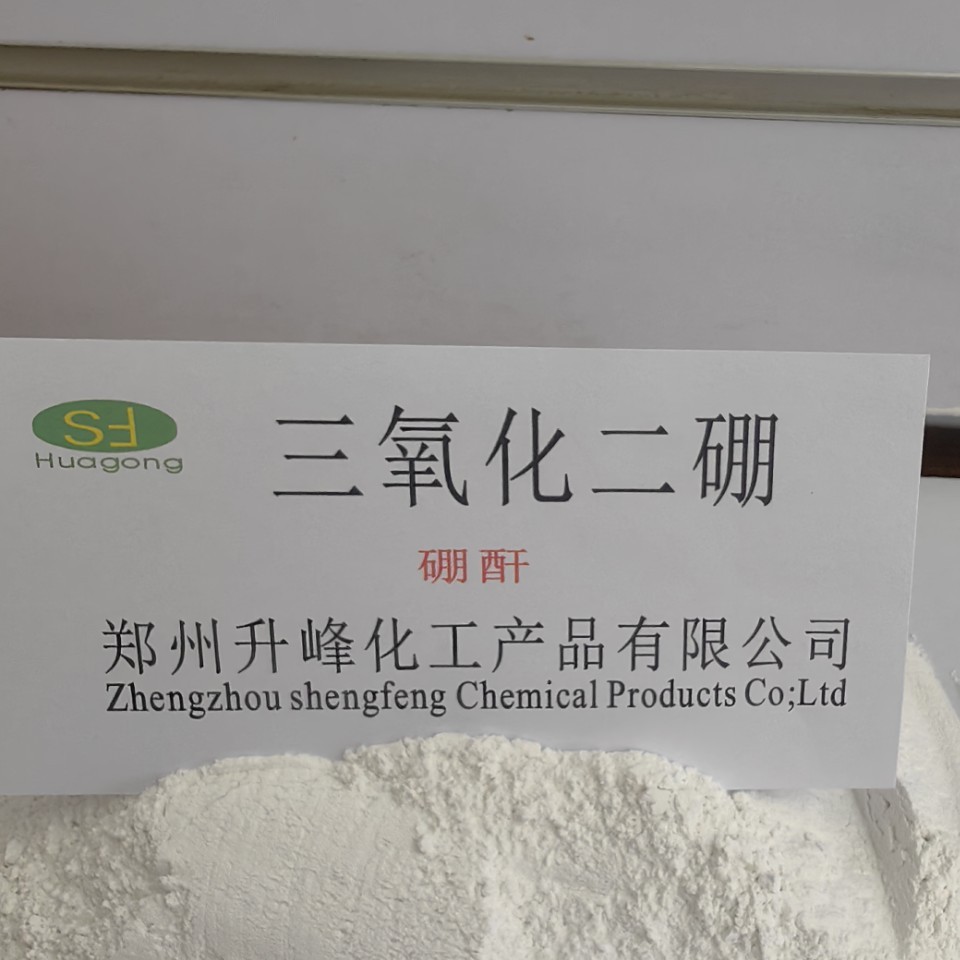 SF
Huagong
三氧化二硼
硼酐
郑州升峰化工产品有限公司
Zhengzhou shengfeng Chemical Products Co;Ltd